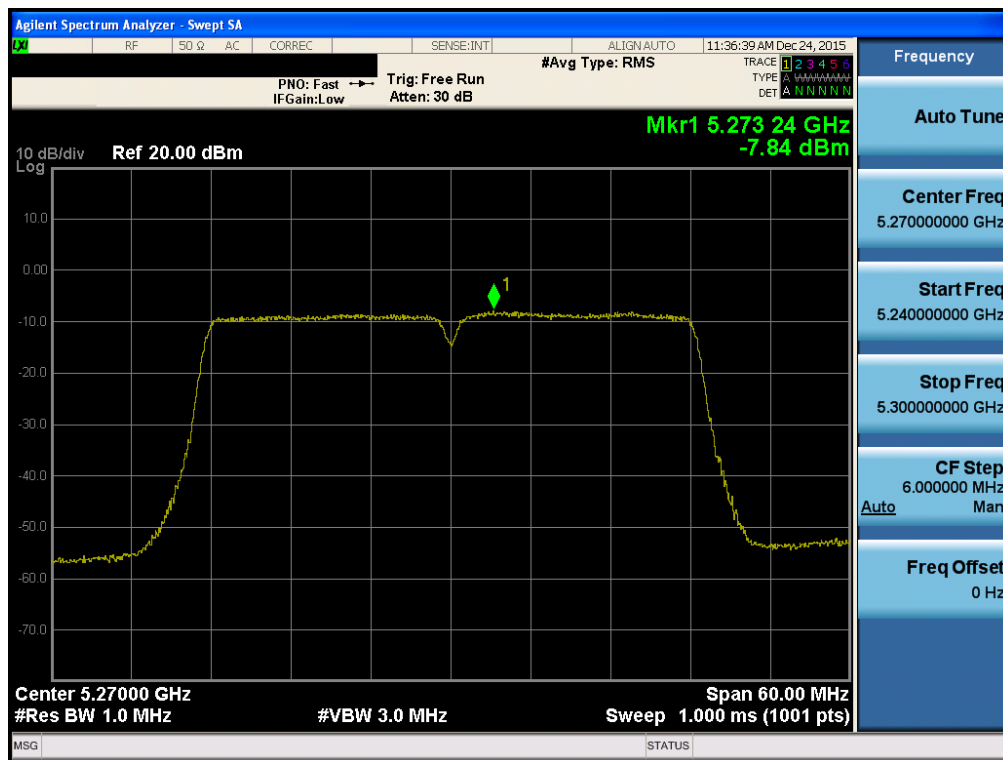 Agilent Spectrum Analyzer - Swept SA
LXI RF 50 Ω AC CORREC SENSE:INT ALIGN AUTO 11:36:39 AM Dec 24, 2015
#Avg Type: RMS TRACE 1 2 3 4 5 6
PNO: Fast Trig: Free Run TYPE A WWWWW
IFGain:Low Atten: 30 dB DET A N N N N N
Mkr1 5.273 24 GHz
-7.84 dBm
10 dB/div Ref 20.00 dBm
Log
10.0
0.00
1
-10.0
-20.0
-30.0
-40.0
-50.0
-60.0
-70.0
Center 5.27000 GHz Span 60.00 MHz
#Res BW 1.0 MHz #VBW 3.0 MHz Sweep 1.000 ms (1001 pts)
MSG STATUS
Frequency
Auto Tune
Center Freq
5.270000000 GHz
Start Freq
5.240000000 GHz
Stop Freq
5.300000000 GHz
CF Step
6.000000 MHz
Auto Man
Freq Offset
0 Hz